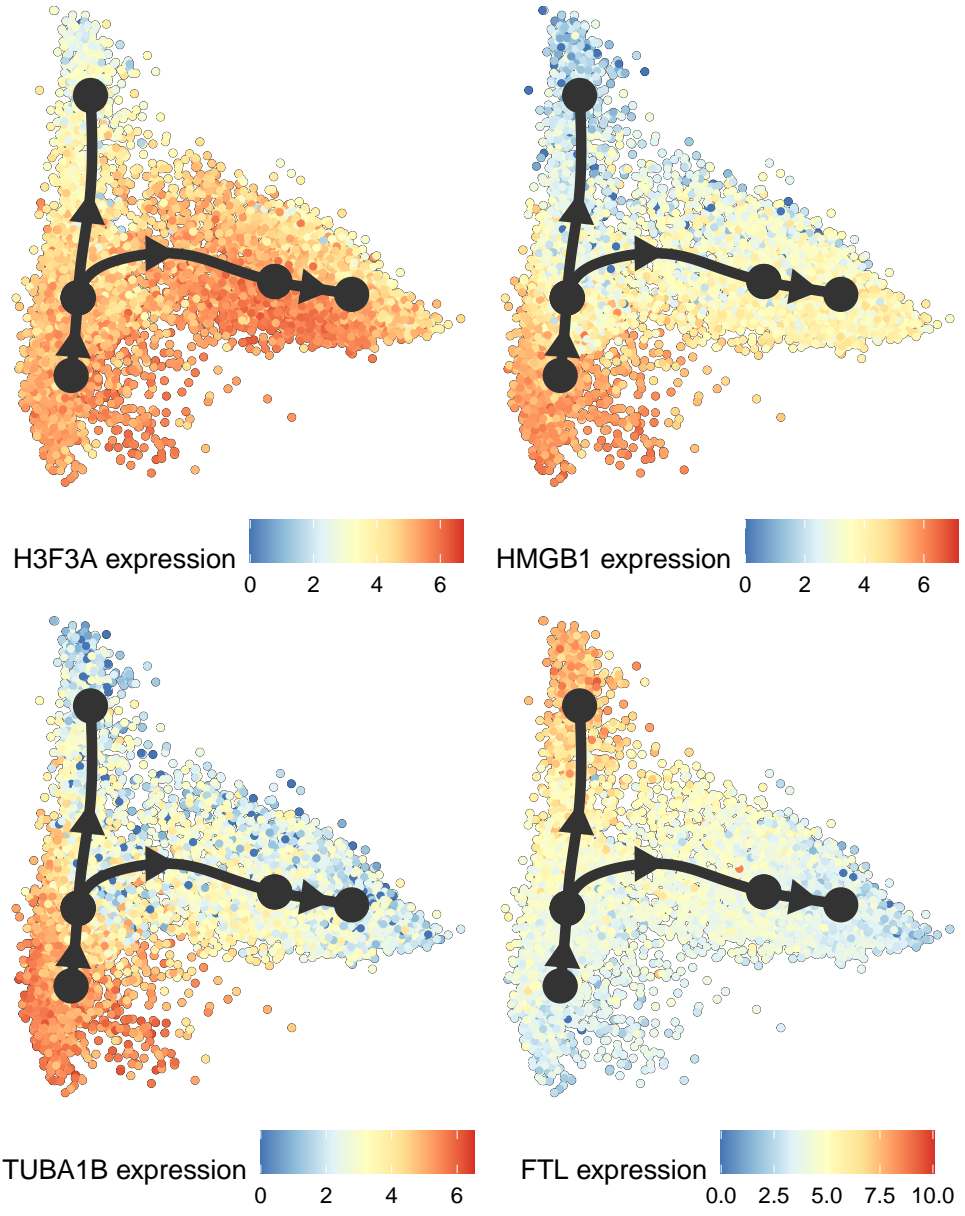 H3F3A expression
0 2 4 6
HMGB1 expression
0 2 4 6
TUBA1B expression
0 2 4 6
FTL expression
0.0 2.5 5.0 7.5 10.0